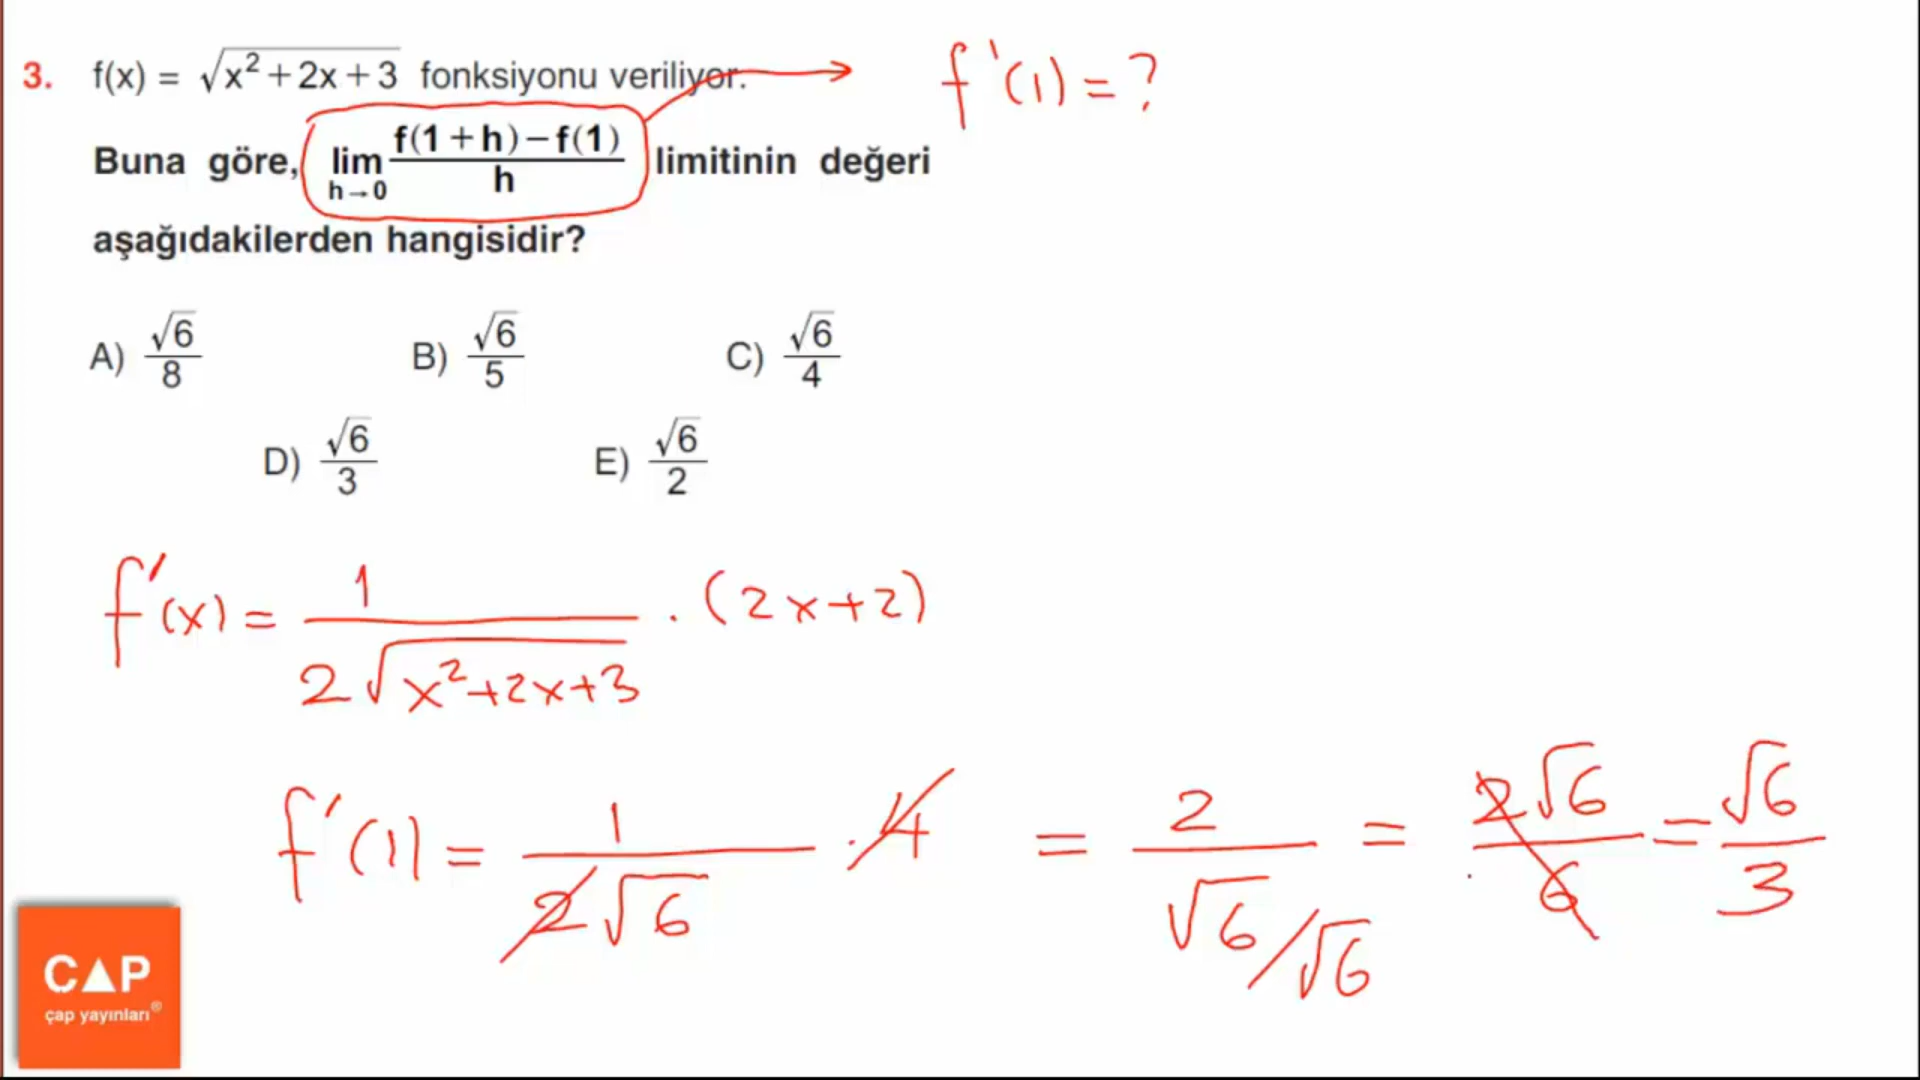 3. f(x) = √(x² + 2x + 3) fonksiyonu veriliyor. → f'(1) = ?
Buna göre, lim h→0 (f(1 + h) − f(1))/h limitinin değeri
aşağıdakilerden hangisidir?
A) √6/8 B) √6/5 C) √6/4
D) √6/3 E) √6/2
f'(x) = 1/(2√(x²+2x+3)) . (2x+2)
f'(1) = 1/(2√6) . 4 = 2/√6 /√6 = 2√6/6 = √6/3
CAP
çap yayınları®